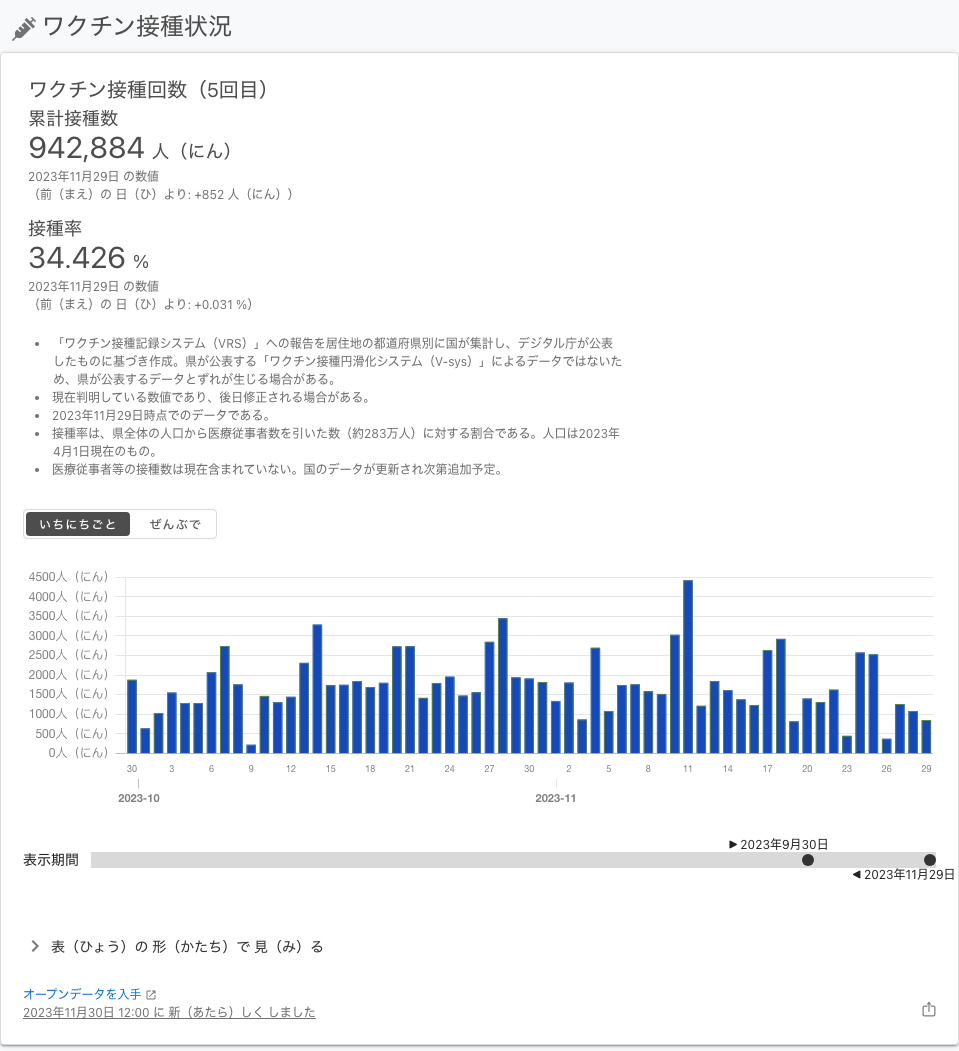 ワクチン接種状況
ワクチン接種回数（5回目）
累計接種数
942,884 人（にん）
2023年11月29日 の数値
（前（まえ）の 日（ひ）より: +852 人（にん））
接種率
34.426 %
2023年11月29日 の数値
（前（まえ）の 日（ひ）より: +0.031 %）
• 「ワクチン接種記録システム（VRS）」への報告を居住地の都道府県別に国が集計し、デジタル庁が公表
したものに基づき作成。県が公表する「ワクチン接種円滑化システム（V-sys）」によるデータではないた
め、県が公表するデータとずれが生じる場合がある。
• 現在判明している数値であり、後日修正される場合がある。
• 2023年11月29日時点でのデータである。
• 接種率は、県全体の人口から医療従事者数を引いた数（約283万人）に対する割合である。人口は2023年
4月1日現在のもの。
• 医療従事者等の接種数は現在含まれていない。国のデータが更新され次第追加予定。
いちにちごと ぜんぶで
4500人（にん）
4000人（にん）
3500人（にん）
3000人（にん）
2500人（にん）
2000人（にん）
1500人（にん）
1000人（にん）
500人（にん）
0人（にん）
30 3 6 9 12 15 18 21 24 27 30 2 5 8 11 14 17 20 23 26 29
2023-10 2023-11
▶ 2023年9月30日
表示期間
◀ 2023年11月29日
表（ひょう）の 形（かたち）で 見（み）る
オープンデータを入手
2023年11月30日 12:00 に 新（あたら）しく しました